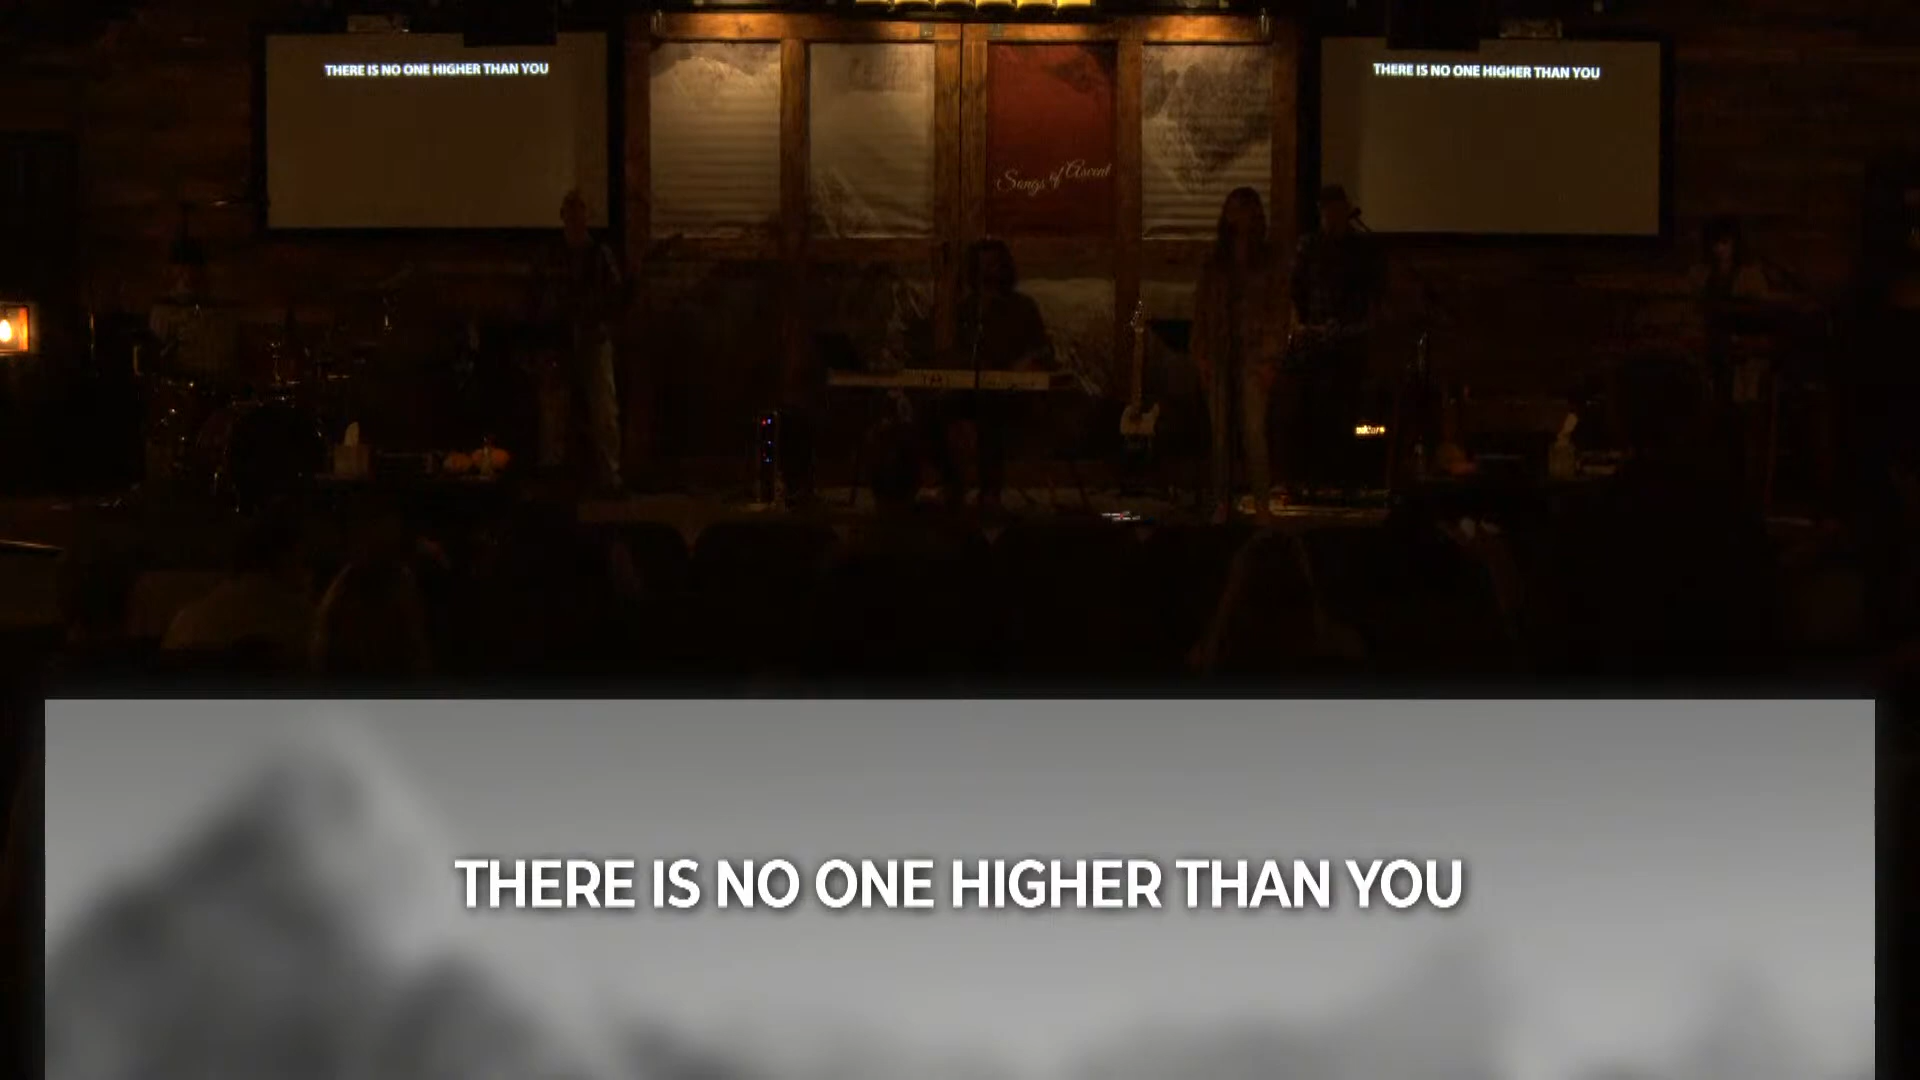 THERE IS NO ONE HIGHER THAN YOU
THERE IS NO ONE HIGHER THAN YOU
Songs of Ascent
THERE IS NO ONE HIGHER THAN YOU